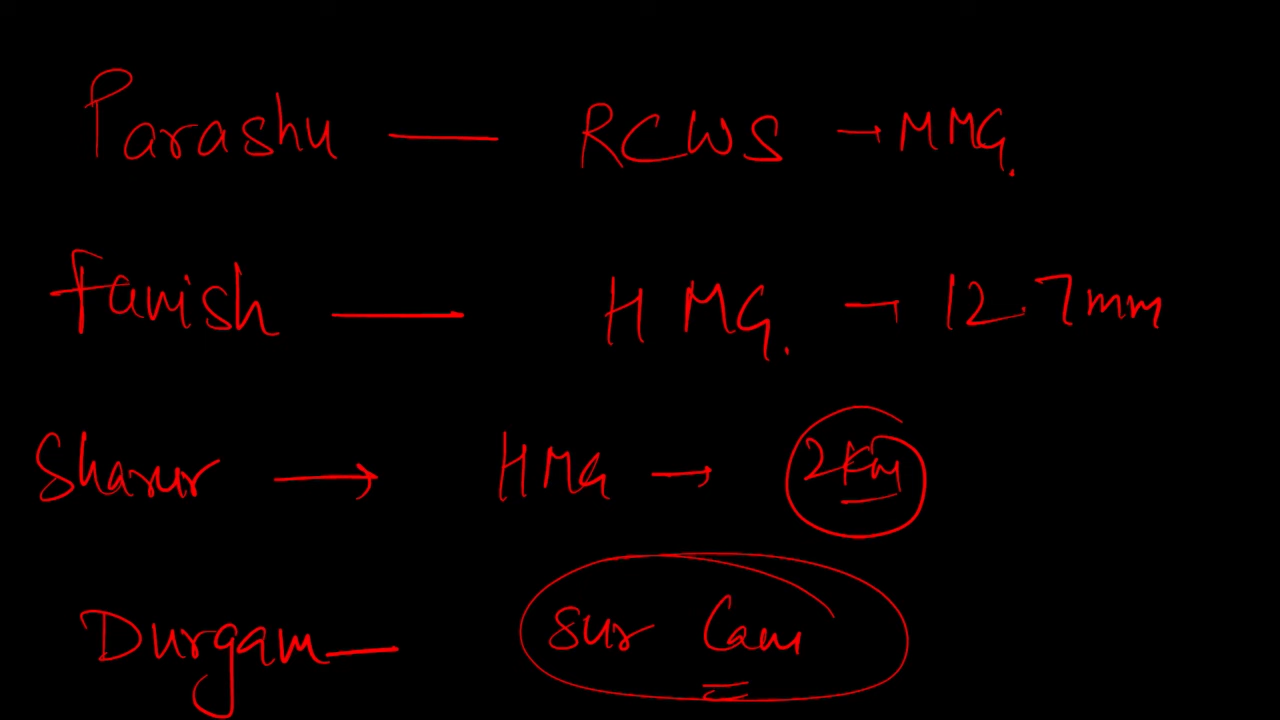 Parashu — RCWS → MMG.
Fanish — HMG. → 12.7mm
Sharur → HMG → 2km
Durgam — Sur Cam